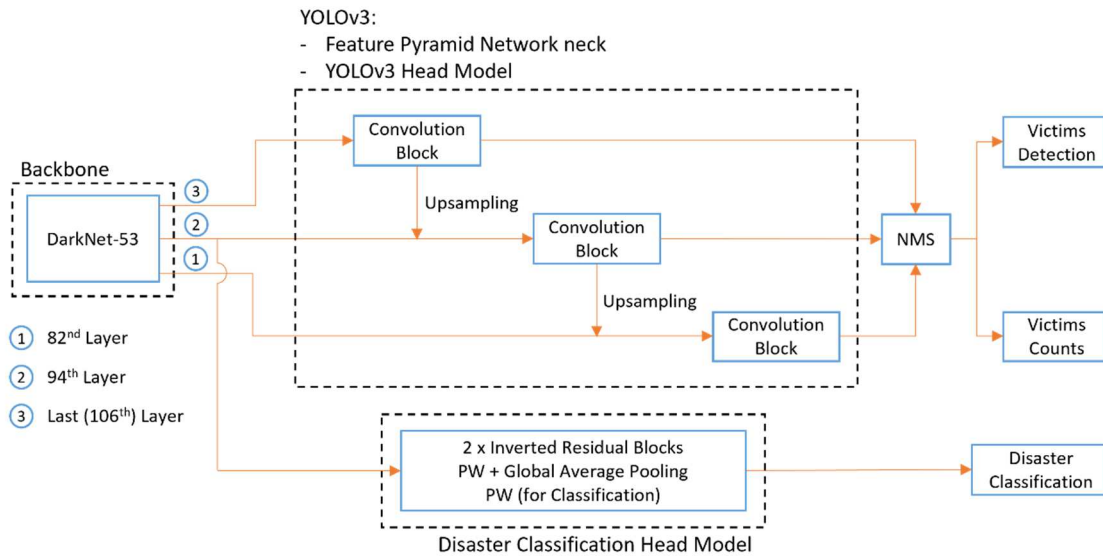 YOLOv3:
- Feature Pyramid Network neck
- YOLOv3 Head Model
Backbone
DarkNet-53
3
2
1
Convolution
Block
Upsampling
Convolution
Block
Upsampling
Convolution
Block
NMS
Victims
Detection
Victims
Counts
1 82nd Layer
2 94th Layer
3 Last (106th) Layer
2 x Inverted Residual Blocks
PW + Global Average Pooling
PW (for Classification)
Disaster
Classification
Disaster Classification Head Model